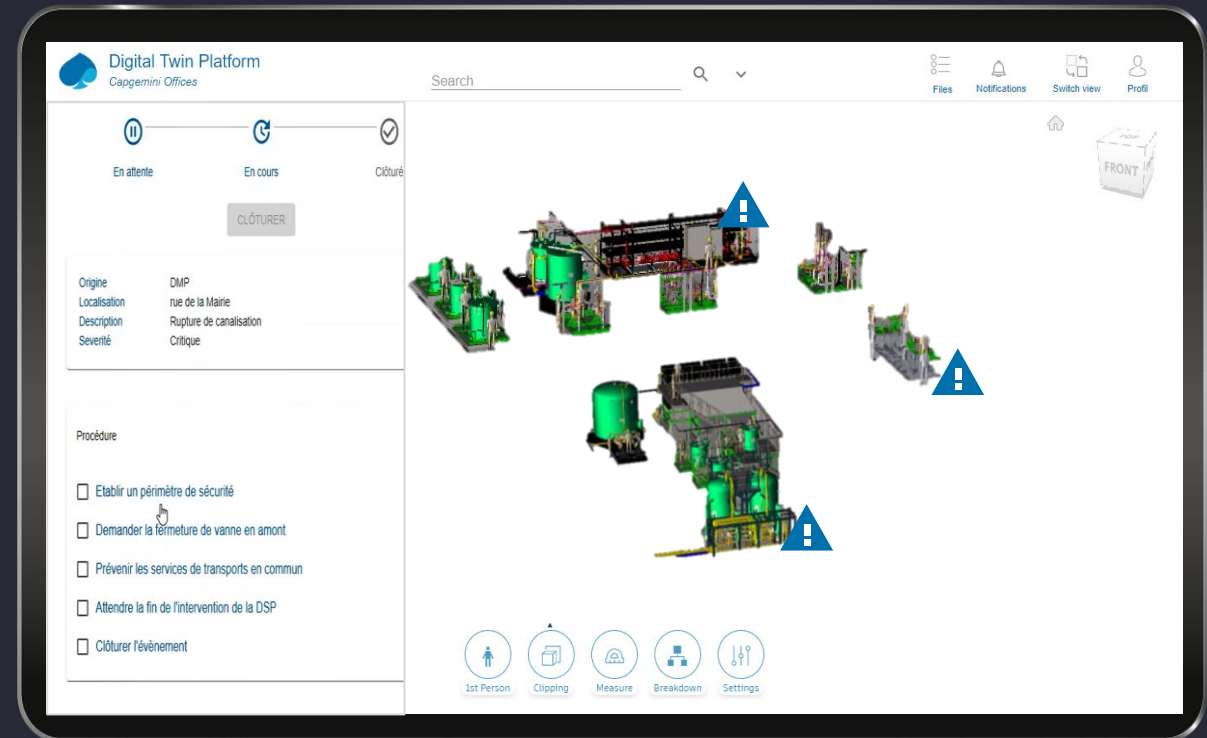 Digital Twin Platform
Capgemini Offices
Search
Files
Notifications
Switch view
Profil
En attente
En cours
Clôturé
CLÔTURER
Origine DMP
Localisation rue de la Mairie
Description Rupture de canalisation
Severité Critique
Procédure
Etablir un périmètre de sécurité
Demander la fermeture de vanne en amont
Prévenir les services de transports en commun
Attendre la fin de l'intervention de la DSP
Clôturer l'évènement
TOP
FRONT
1st Person
Clipping
Measure
Breakdown
Settings